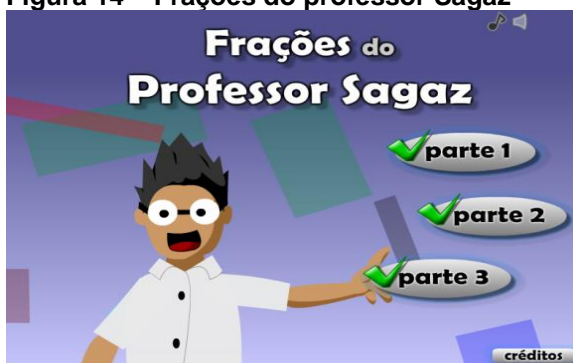 Figura 14 – Frações do professor Sagaz
Frações do
Professor Sagaz
parte 1
parte 2
parte 3
créditos